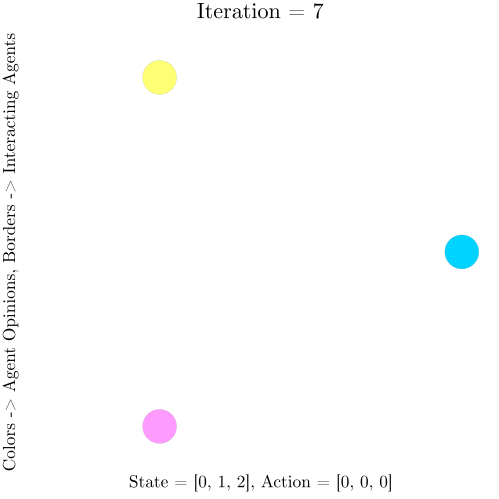 Iteration = 7
Colors -> Agent Opinions, Borders -> Interacting Agents
State = [0, 1, 2], Action = [0, 0, 0]